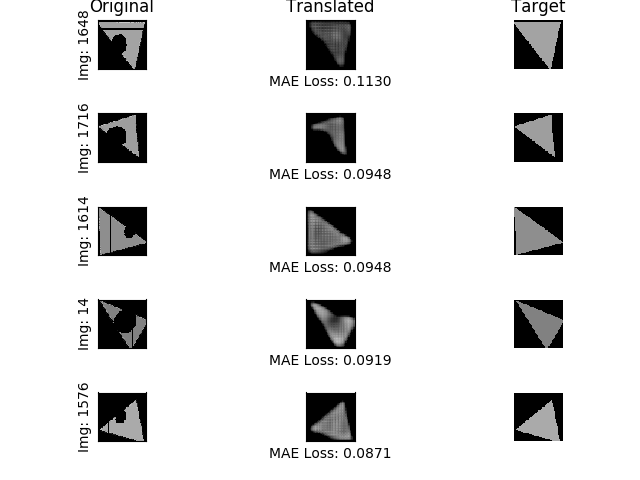 Original Translated Target
Img: 1648
MAE Loss: 0.1130
Img: 1716
MAE Loss: 0.0948
Img: 1614
MAE Loss: 0.0948
Img: 14
MAE Loss: 0.0919
Img: 1576
MAE Loss: 0.0871